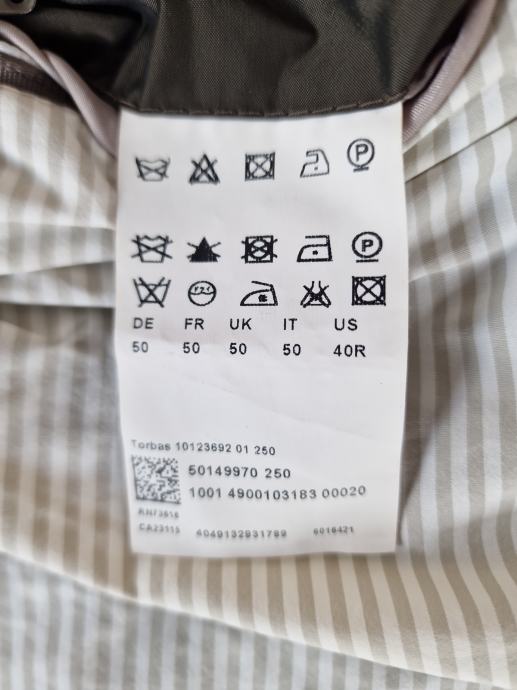 P
P
DE FR UK IT US
50 50 50 50 40R
Torbas 10123692 01 250
50149970 250
1001 4900103183 00020
RN73616
CA23115 4049132931789 6016421